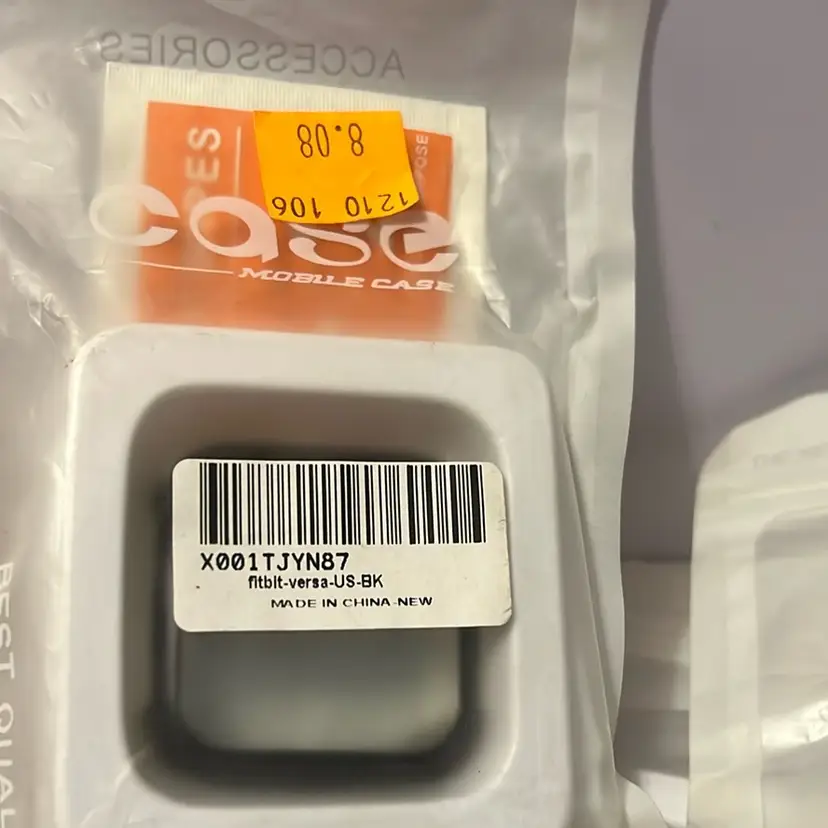 ACCESSORIES
PES
1210 106
8.08
case
MOBILE CASE
X001TJYN87
fitbit-versa-US-BK
MADE IN CHINA-NEW
BEST QUAL